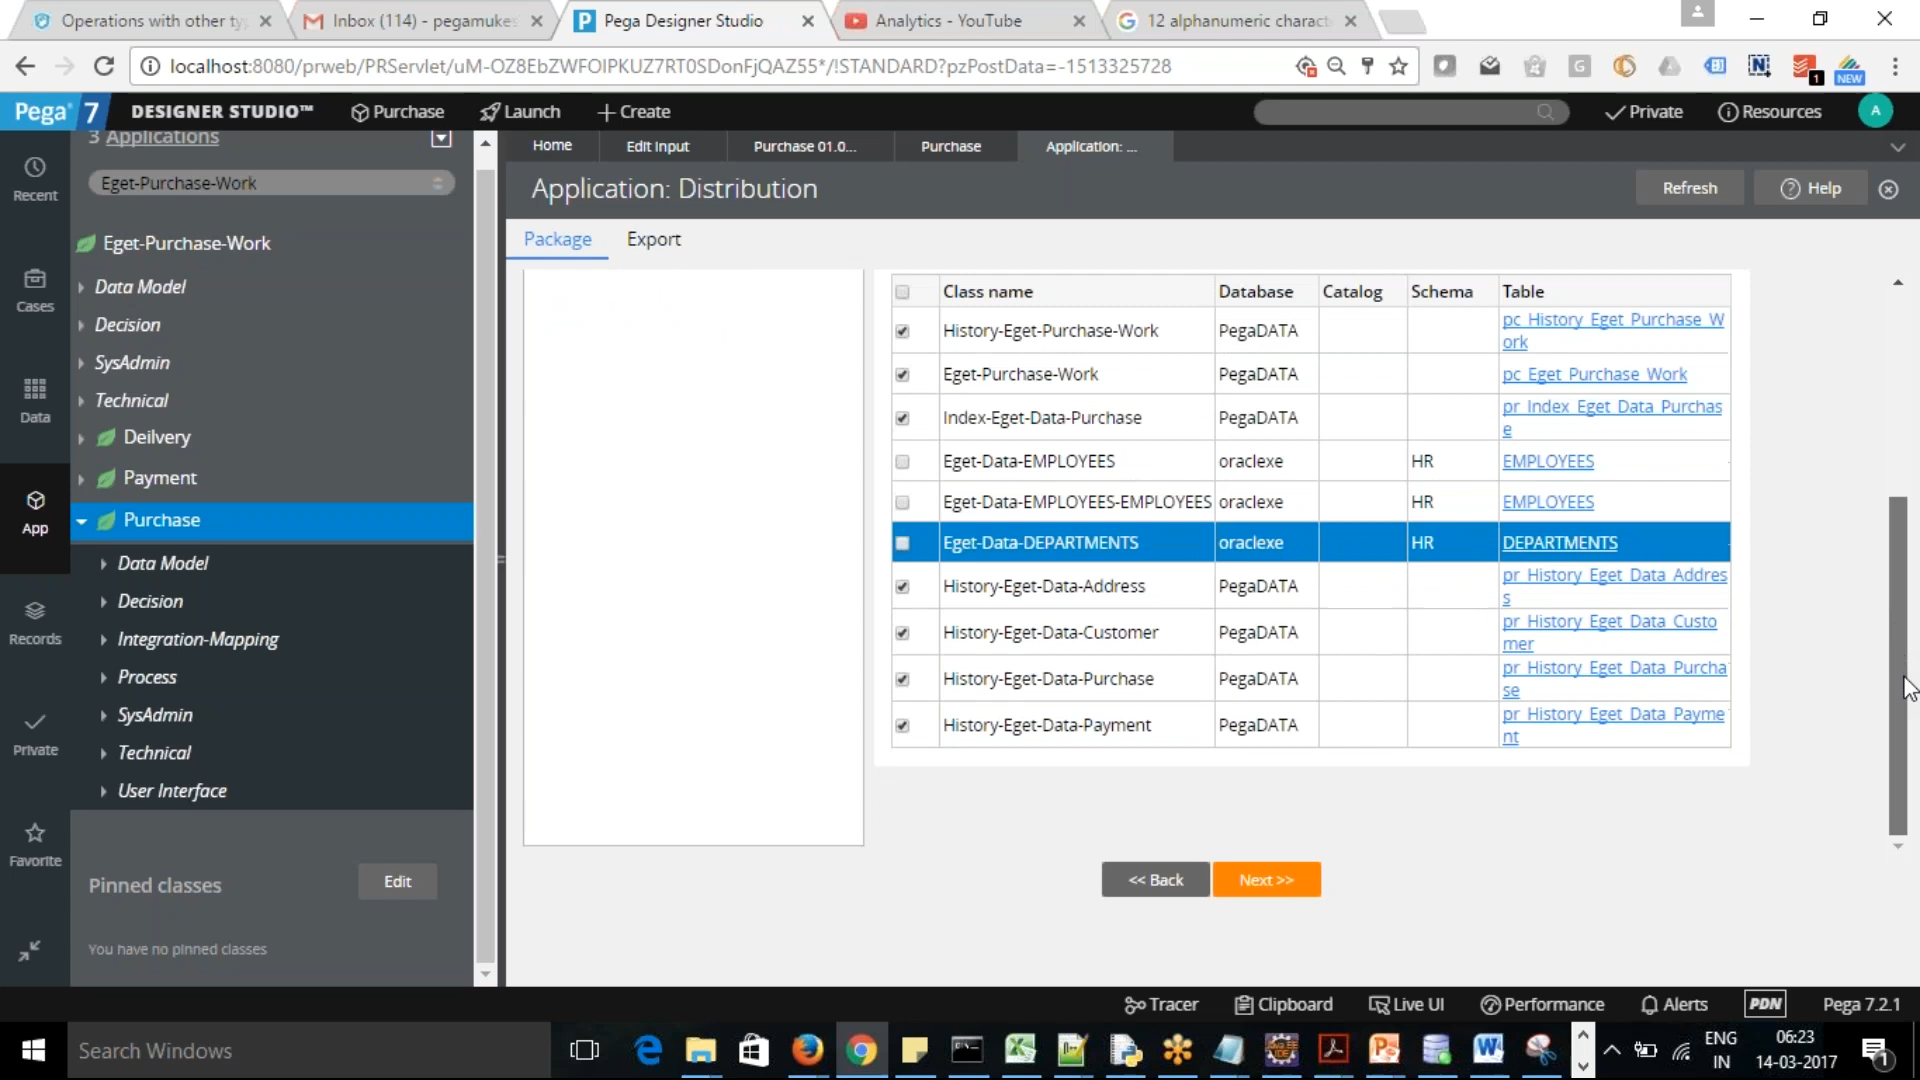 Operations with other ty
Inbox (114) - pegamukes
Pega Designer Studio
Analytics - YouTube
12 alphanumeric charact
localhost:8080/prweb/PRServlet/uM-OZ8EbZWFOIPKUZ7RT0SDonFjQAZ55*/!STANDARD?pzPostData=-1513325728
1
NEW
Pega 7
DESIGNER STUDIO™
Purchase
Launch
Create
Private
Resources
A
3 Applications
Home
Edit Input
Purchase 01.0...
Purchase
Application: ...
Recent
Cases
Data
App
Records
Private
Favorite
Eget-Purchase-Work
Eget-Purchase-Work
Data Model
Decision
SysAdmin
Technical
Deilvery
Payment
Purchase
Data Model
Decision
Integration-Mapping
Process
SysAdmin
Technical
User Interface
Pinned classes
Edit
You have no pinned classes
Application: Distribution
Refresh
Help
Package
Export
Class name Database Catalog Schema Table
History-Eget-Purchase-Work PegaDATA pc_History_Eget_Purchase_W
ork
Eget-Purchase-Work PegaDATA pc_Eget_Purchase_Work
Index-Eget-Data-Purchase PegaDATA pr_Index_Eget_Data_Purchas
e
Eget-Data-EMPLOYEES oraclexe HR EMPLOYEES
Eget-Data-EMPLOYEES-EMPLOYEES oraclexe HR EMPLOYEES
Eget-Data-DEPARTMENTS oraclexe HR DEPARTMENTS
History-Eget-Data-Address PegaDATA pr_History_Eget_Data_Addres
s
History-Eget-Data-Customer PegaDATA pr_History_Eget_Data_Custo
mer
History-Eget-Data-Purchase PegaDATA pr_History_Eget_Data_Purcha
se
History-Eget-Data-Payment PegaDATA pr_History_Eget_Data_Payme
nt
<< Back
Next >>
Tracer
Clipboard
Live UI
Performance
Alerts
PDN
Pega 7.2.1
Search Windows
ENG
IN
06:23
14-03-2017
1